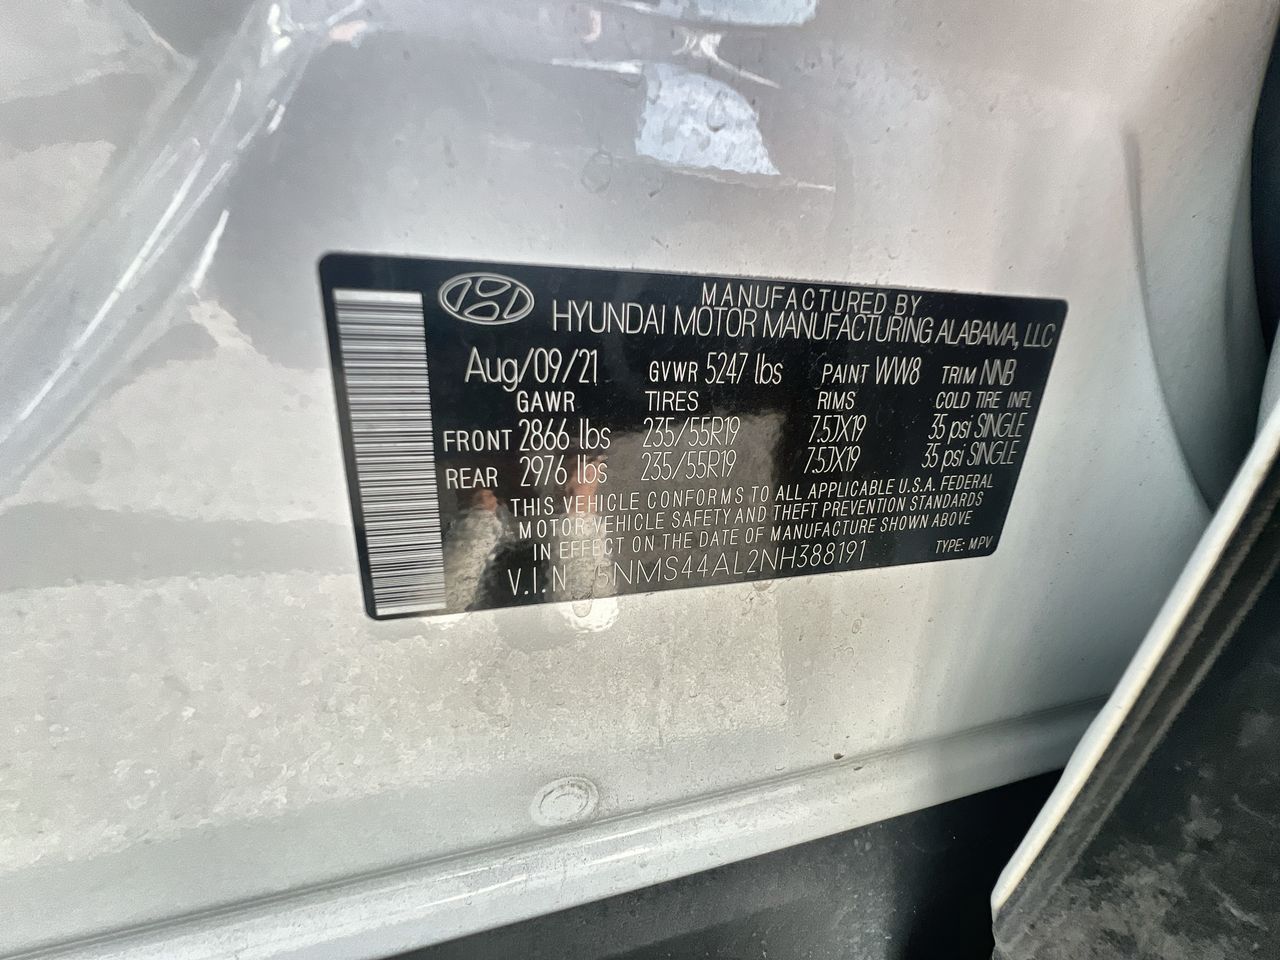 MANUFACTURED BY
HYUNDAI MOTOR MANUFACTURING ALABAMA, LLC
Aug/09/21 GVWR 5247 lbs PAINT WW8 TRIM NNB
GAWR TIRES RIMS COLD TIRE INFL
FRONT 2866 lbs 235/55R19 7.5JX19 35 psi SINGLE
REAR 2976 lbs 235/55R19 7.5JX19 35 psi SINGLE
THIS VEHICLE CONFORMS TO ALL APPLICABLE U.S.A. FEDERAL
MOTOR VEHICLE SAFETY AND THEFT PREVENTION STANDARDS
IN EFFECT ON THE DATE OF MANUFACTURE SHOWN ABOVE
V.I.N 5NMS44AL2NH388191 TYPE: MPV